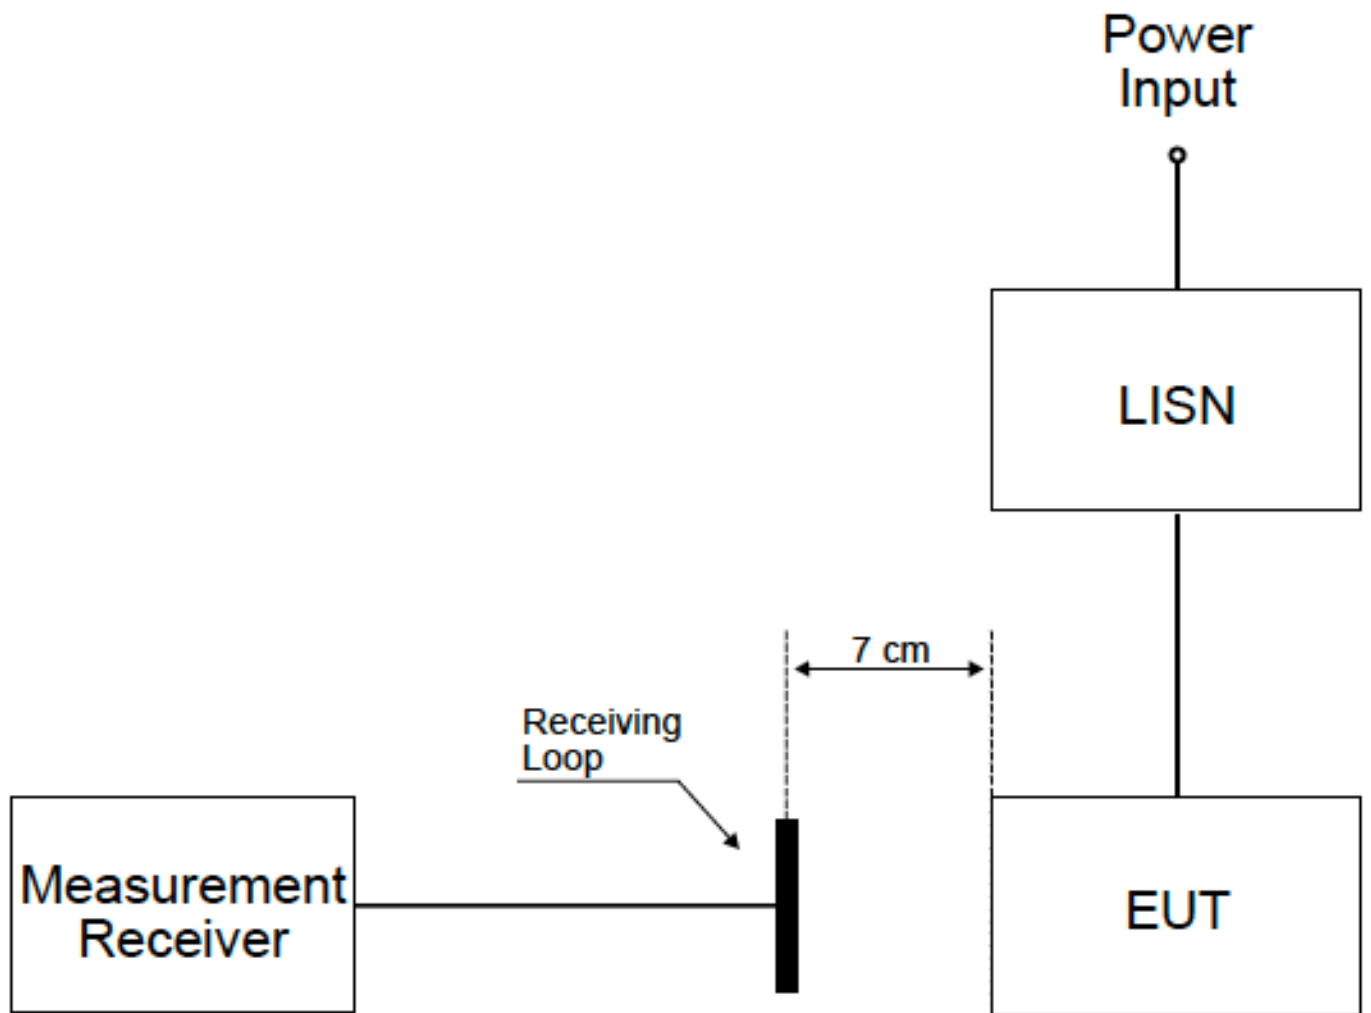 Power
Input
LISN
7 cm
Receiving
Loop
Measurement
Receiver
EUT